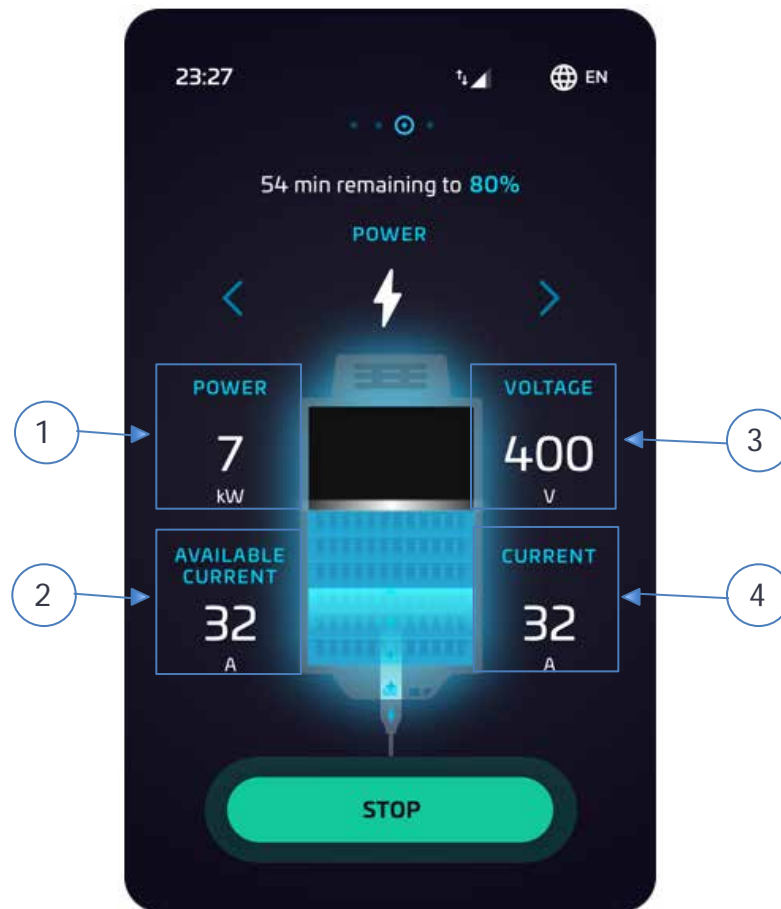 23:27 EN
54 min remaining to 80%
POWER
POWER
7
kW
VOLTAGE
400
V
AVAILABLE
CURRENT
32
A
CURRENT
32
A
STOP
1
2
3
4